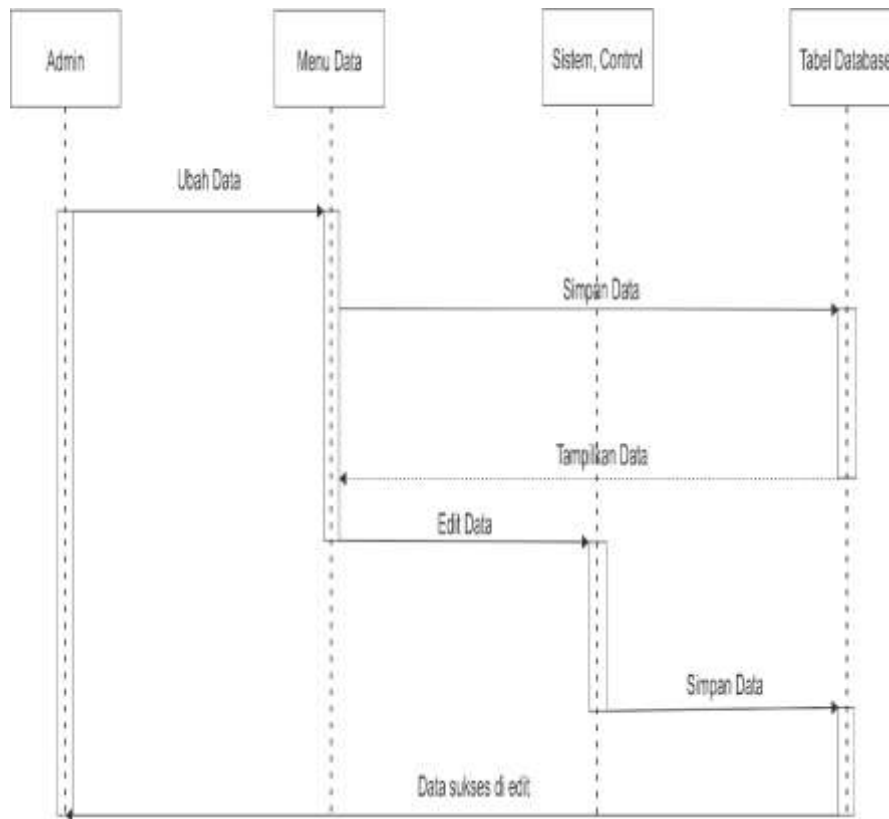 Admin
Menu Data
Sistem, Control
Tabel Database
Ubah Data
Simpan Data
Tampilkan Data
Edit Data
Simpan Data
Data sukses di edit